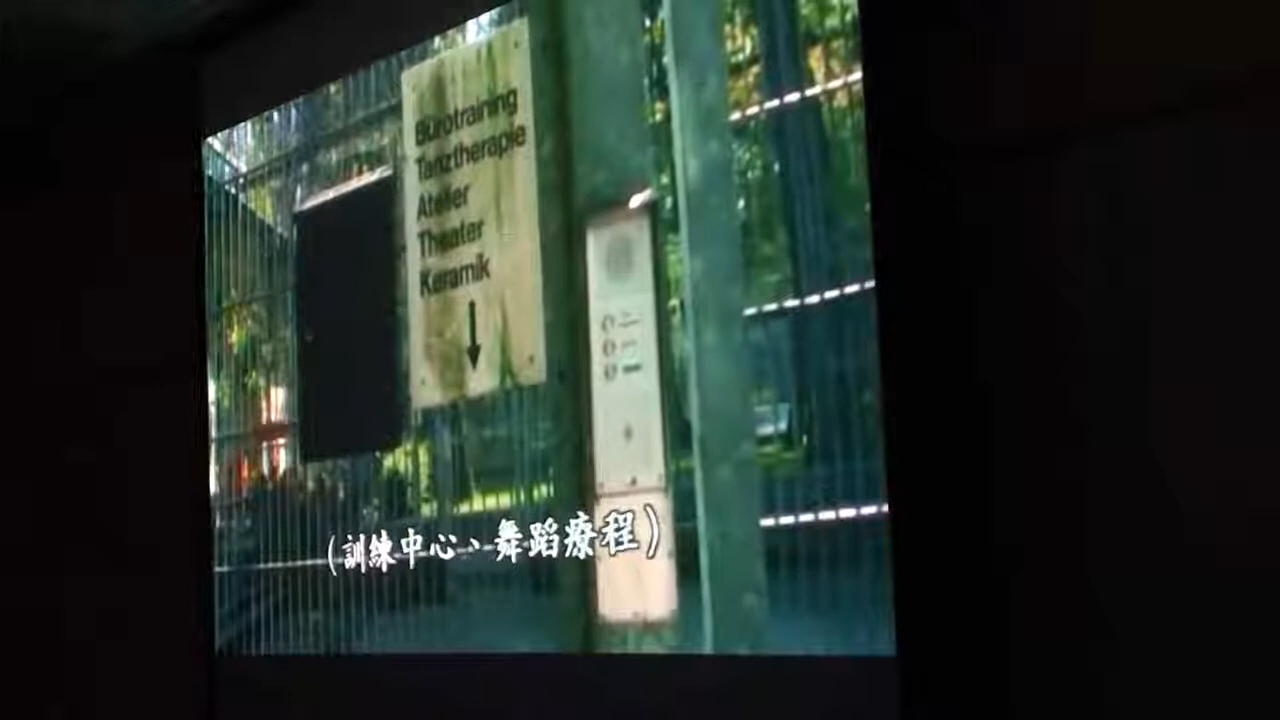 Bürotraining
Tanztherapie
Atelier
Theater
Keramik
(訓練中心、舞蹈療程)